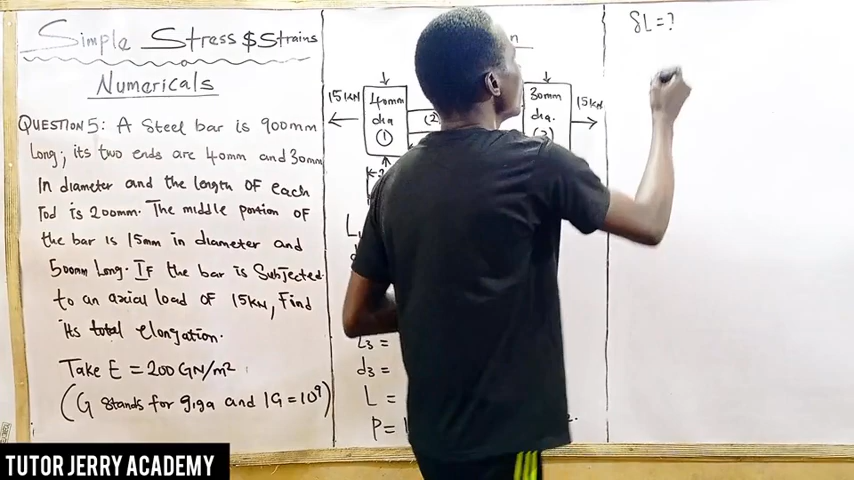 Simple Stress $ Strains
Numericals
QUESTION 5: A Steel bar is 900mm
Long; its two ends are 40mm and 30mm
In diameter and the length OF each
rod is 200mm. The middle portion OF
the bar is 15mm in diameter and
500mm Long. IF the bar is Subjected
to an axial load OF 15KN, Find
its total elongation.
Take E = 200 GN/m²
(G stands for giga and 1G = 10⁹)
15KN
40mm
dia
(1)
(2
30mm
dia.
15KN
L₃ =
d₃ =
L =
P = 1
δL = ?
TUTOR JERRY ACADEMY